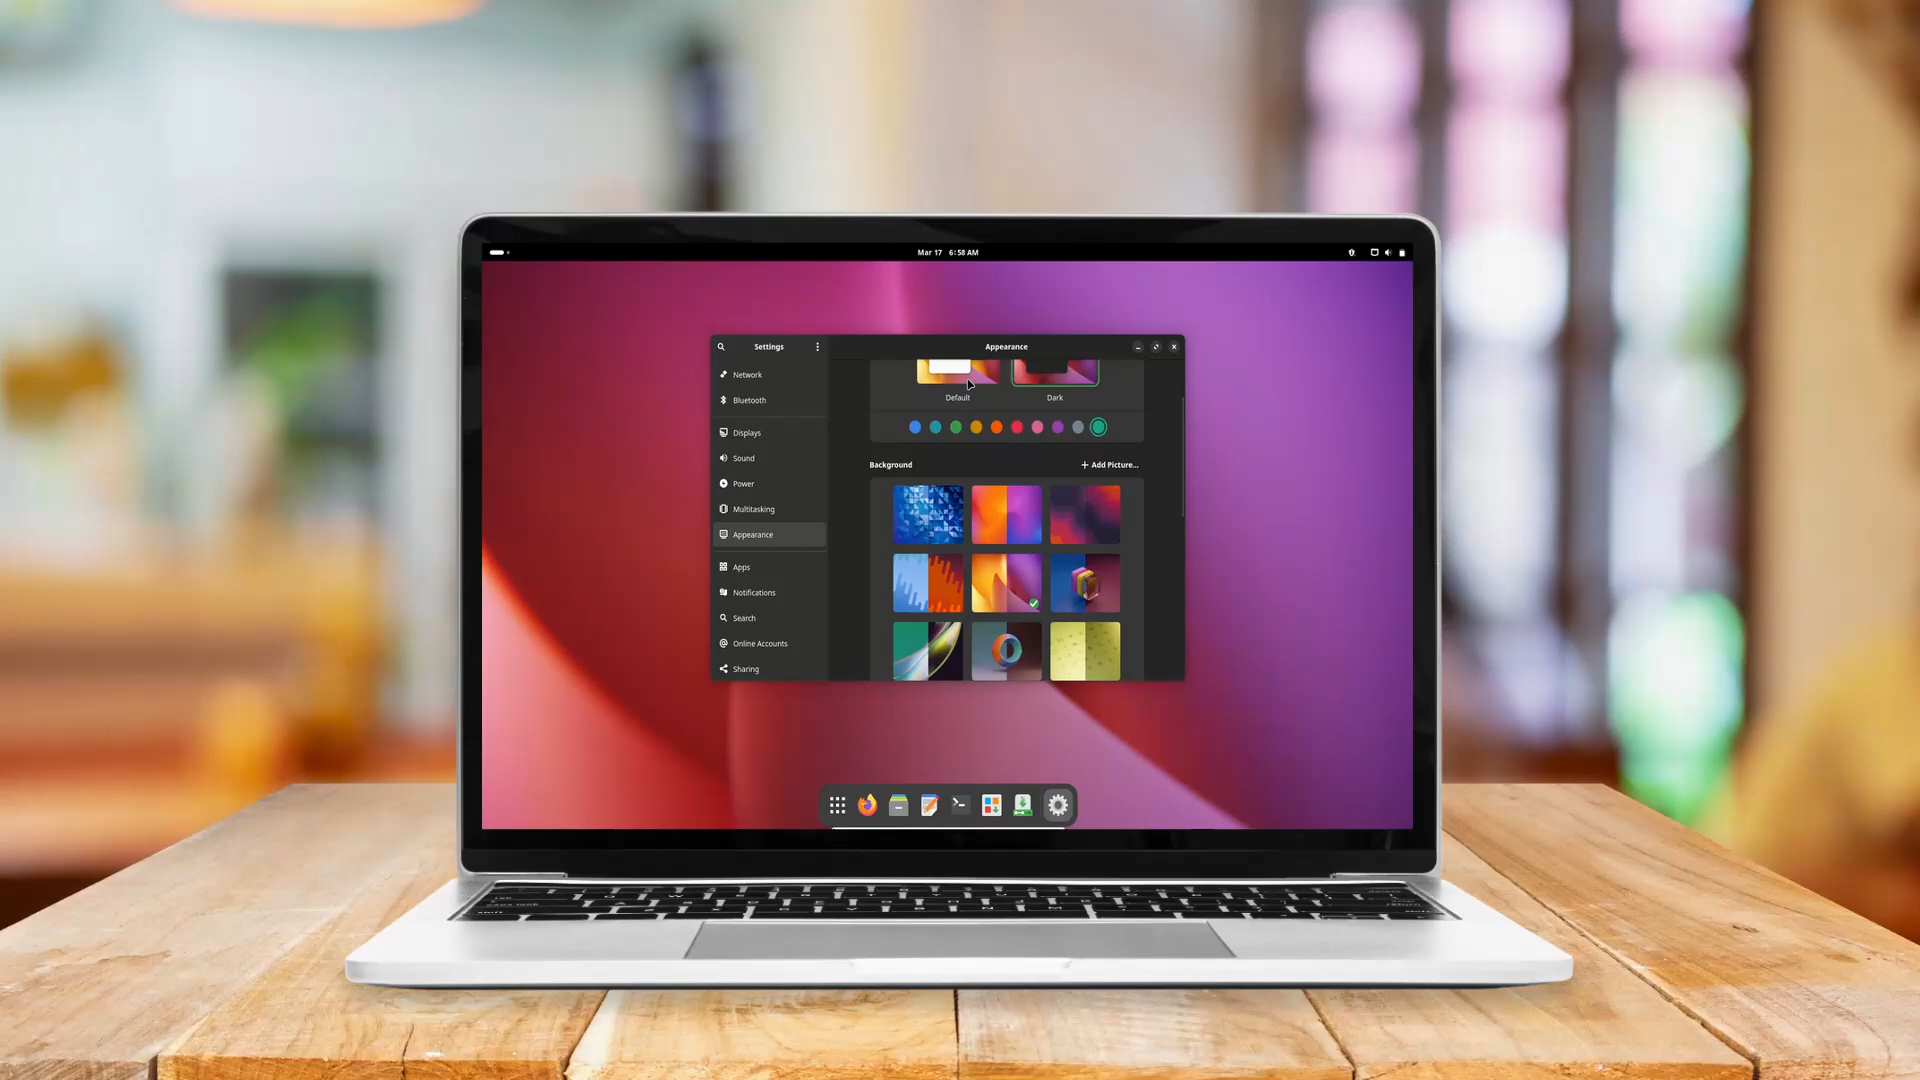 Mar 17 6:58 AM
Settings
Appearance
Network
Bluetooth
Displays
Sound
Power
Multitasking
Appearance
Apps
Notifications
Search
Online Accounts
Sharing
Default
Dark
Background
+ Add Picture...